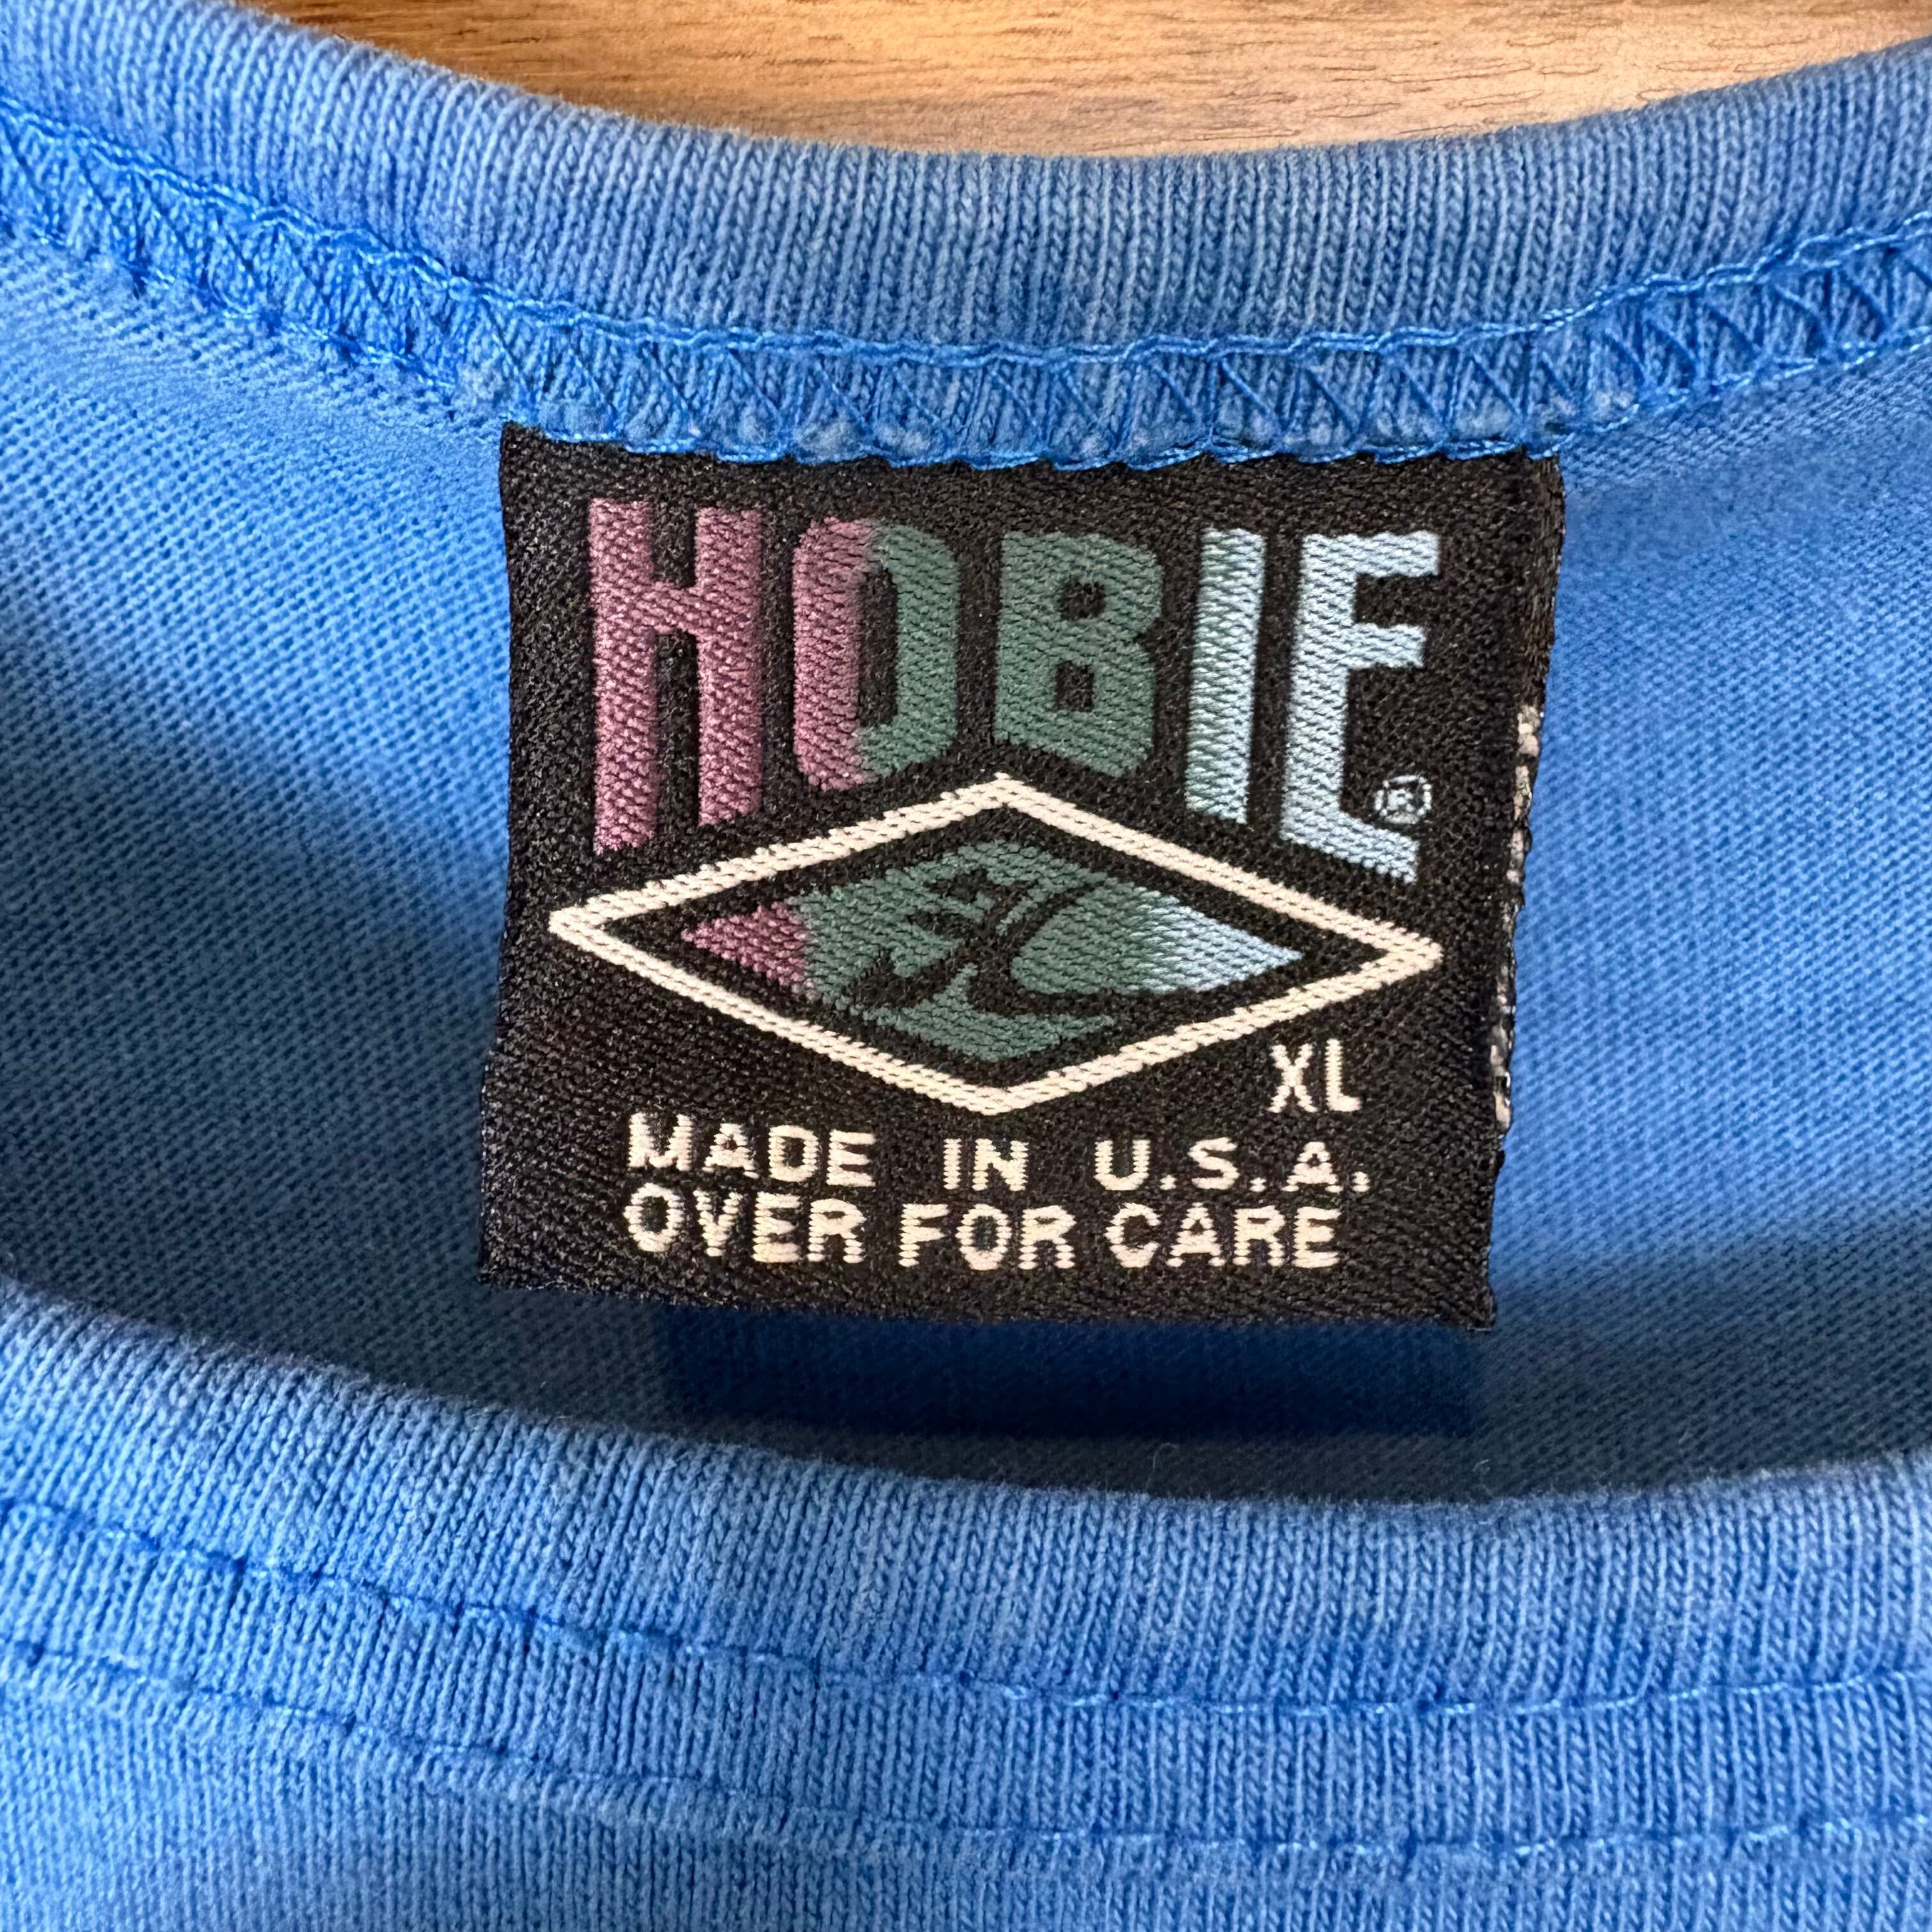 HOBIE®
XL
MADE IN U.S.A.
OVER FOR CARE